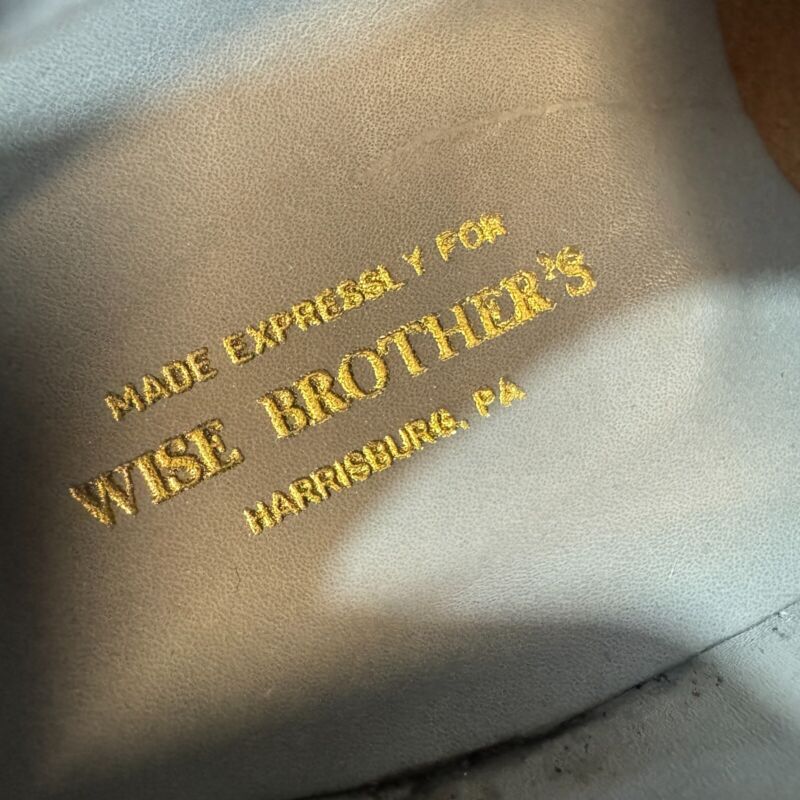 MADE EXPRESSLY FOR
WISE BROTHER'S
HARRISBURG, PA